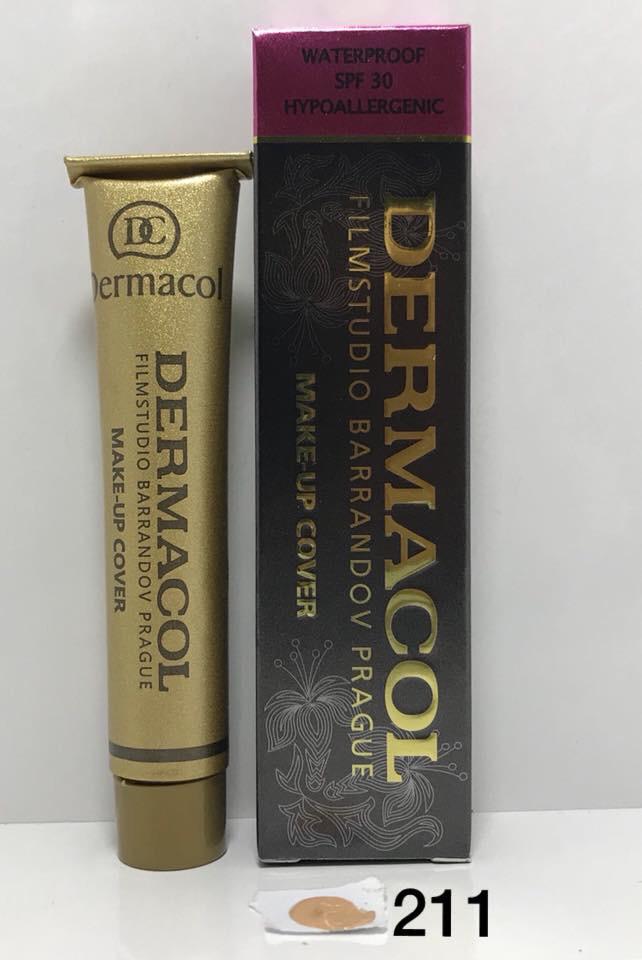 DC
Dermacol
DERMACOL
FILMSTUDIO BARRANDOV PRAGUE
MAKE-UP COVER
WATERPROOF
SPF 30
HYPOALLERGENIC
DERMACOL
FILMSTUDIO BARRANDOV PRAGUE
MAKE-UP COVER
211